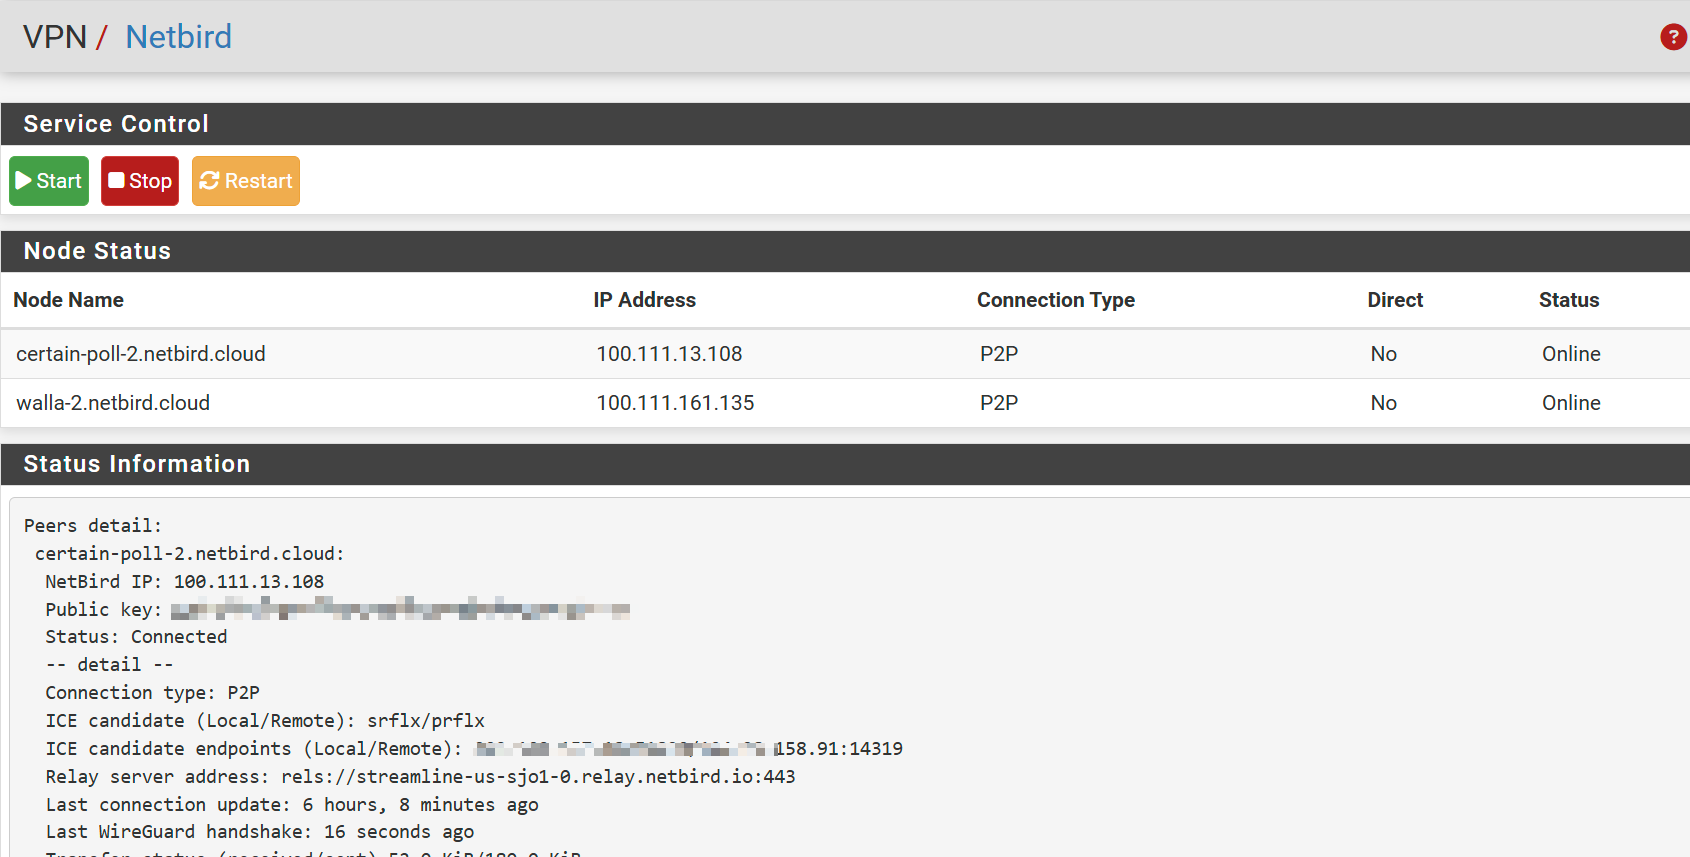 VPN / Netbird
?
Service Control
Start Stop Restart
Node Status
Node Name IP Address Connection Type Direct Status
certain-poll-2.netbird.cloud 100.111.13.108 P2P No Online
walla-2.netbird.cloud 100.111.161.135 P2P No Online
Status Information
Peers detail:
certain-poll-2.netbird.cloud:
NetBird IP: 100.111.13.108
Public key:
Status: Connected
-- detail --
Connection type: P2P
ICE candidate (Local/Remote): srflx/prflx
ICE candidate endpoints (Local/Remote): 158.91:14319
Relay server address: rels://streamline-us-sjo1-0.relay.netbird.io:443
Last connection update: 6 hours, 8 minutes ago
Last WireGuard handshake: 16 seconds ago
Transfer status (received/sent)